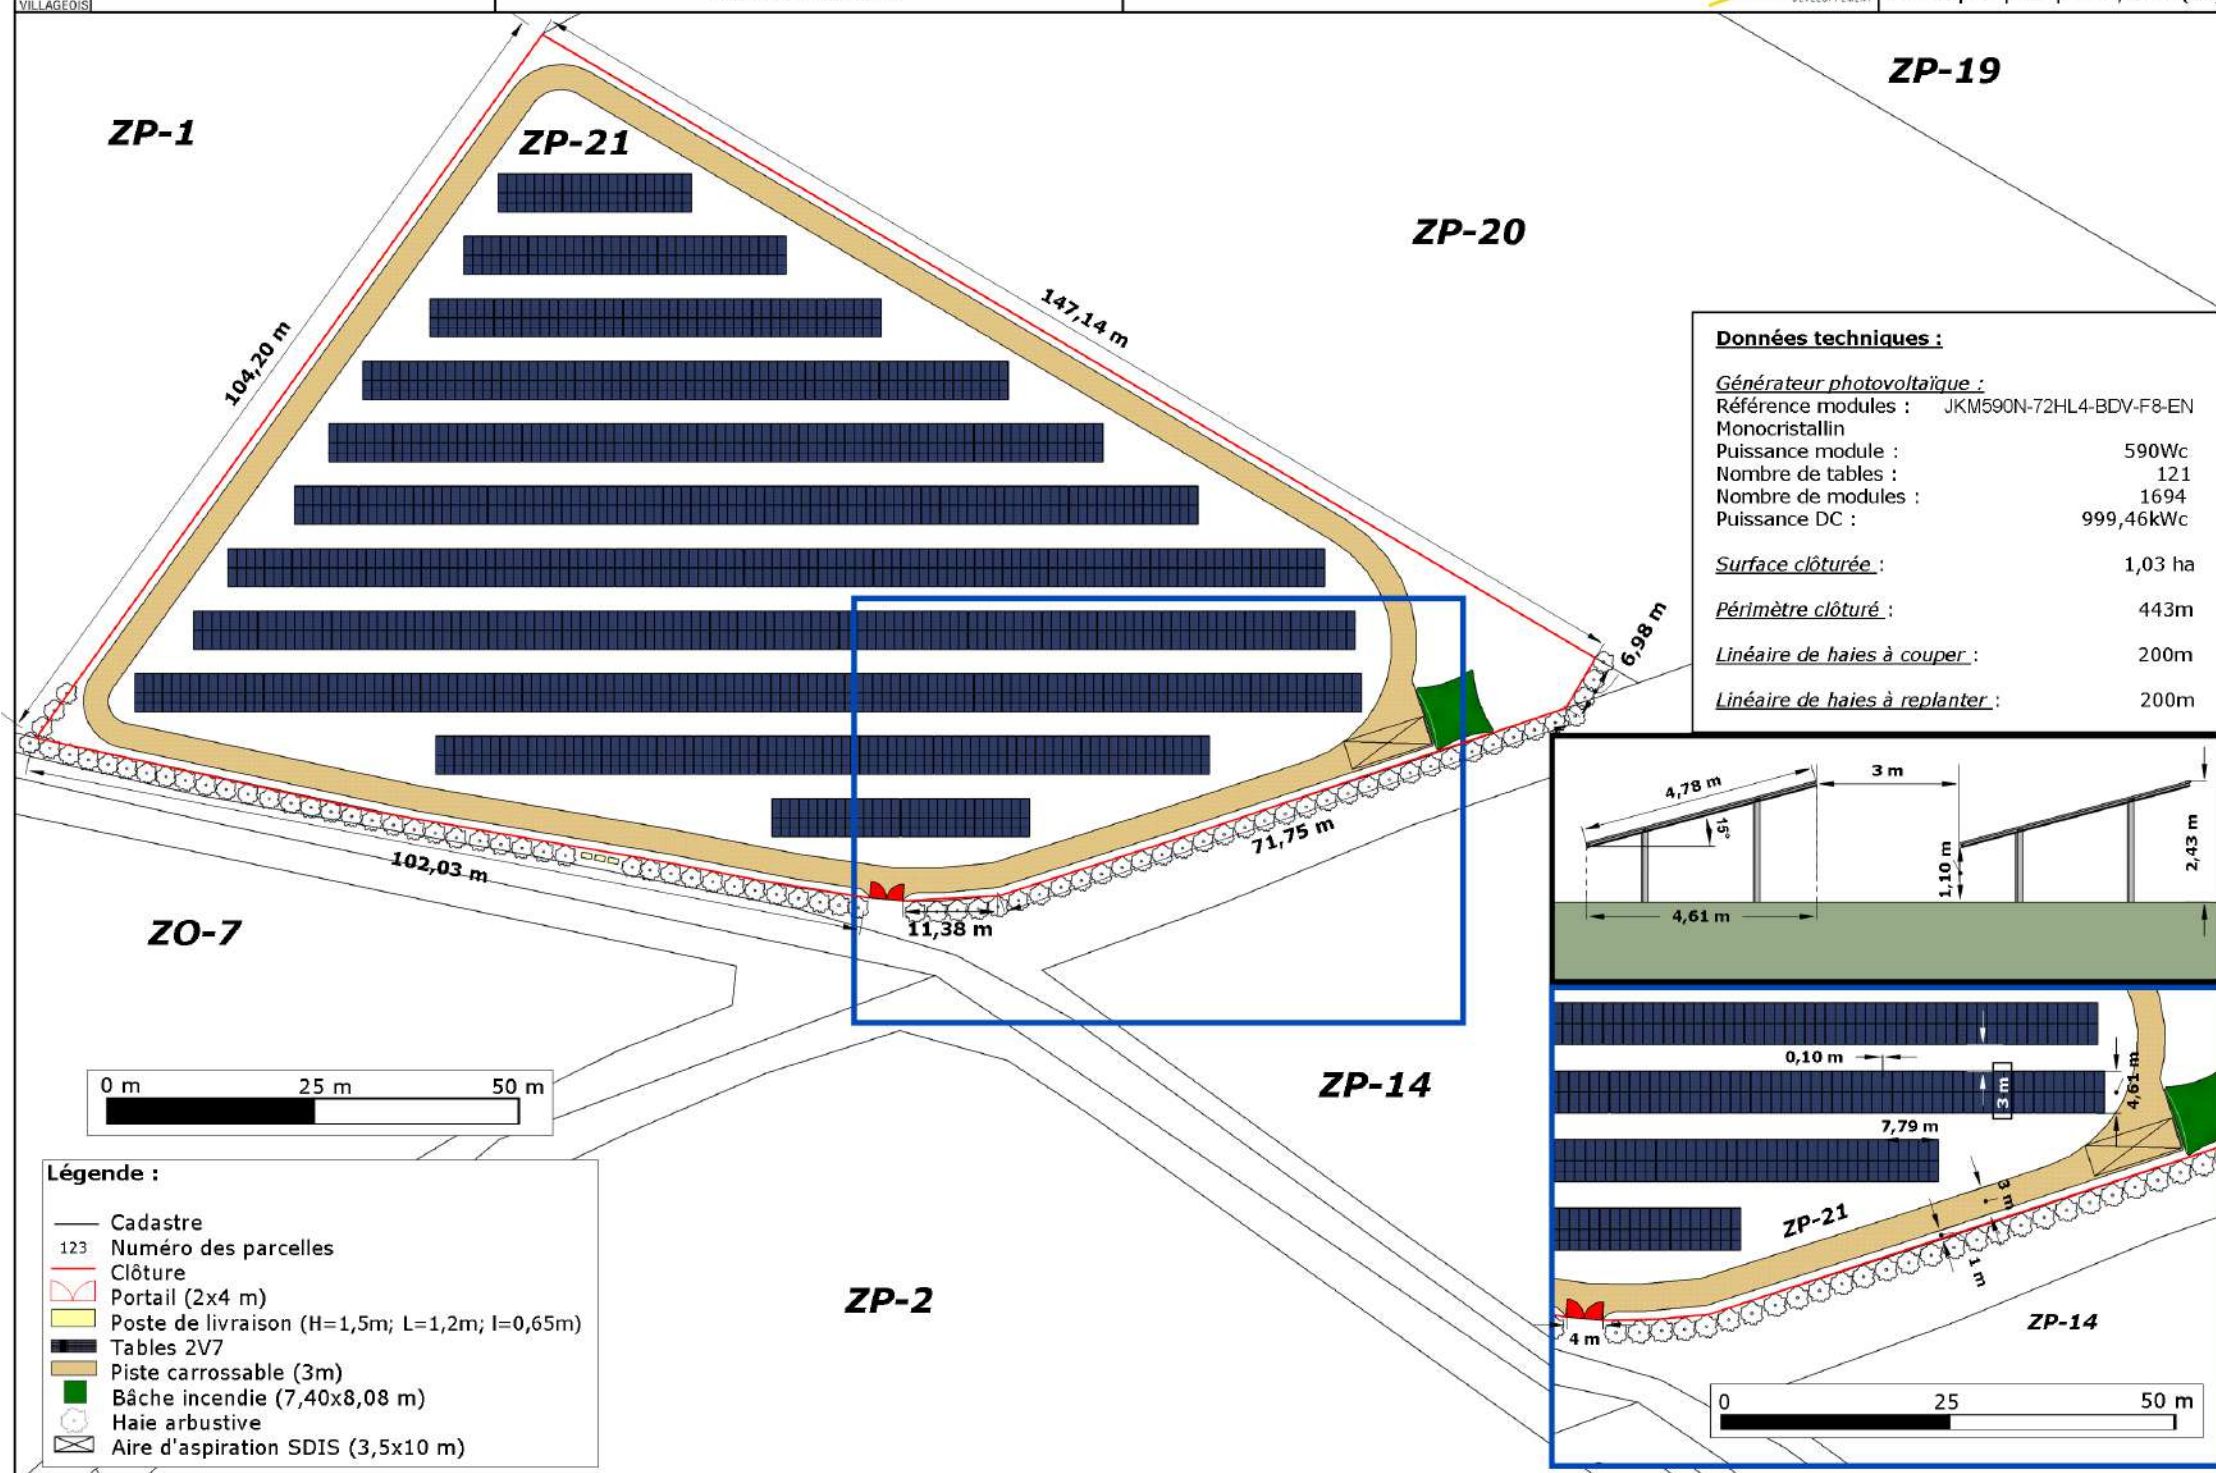 VILLAGEOIS
ZP-1
ZP-21
ZP-19
ZP-20
104,20 m
147,14 m
6,98 m
102,03 m
11,38 m
71,75 m
ZO-7
ZP-14
ZP-2
Données techniques :
Générateur photovoltaïque :
Référence modules : JKM590N-72HL4-BDV-F8-EN
Monocristallin
Puissance module : 590Wc
Nombre de tables : 121
Nombre de modules : 1694
Puissance DC : 999,46kWc
Surface clôturée : 1,03 ha
Périmètre clôturé : 443m
Linéaire de haies à couper : 200m
Linéaire de haies à replanter : 200m
4,78 m
3 m
15°
1,10 m
2,43 m
4,61 m
0,10 m
3 m
4,61 m
7,79 m
ZP-21
3 m
1 m
4 m
ZP-14
0 25 50 m
0 m 25 m 50 m
Légende :
Cadastre
123 Numéro des parcelles
Clôture
Portail (2x4 m)
Poste de livraison (H=1,5m; L=1,2m; l=0,65m)
Tables 2V7
Piste carrossable (3m)
Bâche incendie (7,40x8,08 m)
Haie arbustive
Aire d'aspiration SDIS (3,5x10 m)